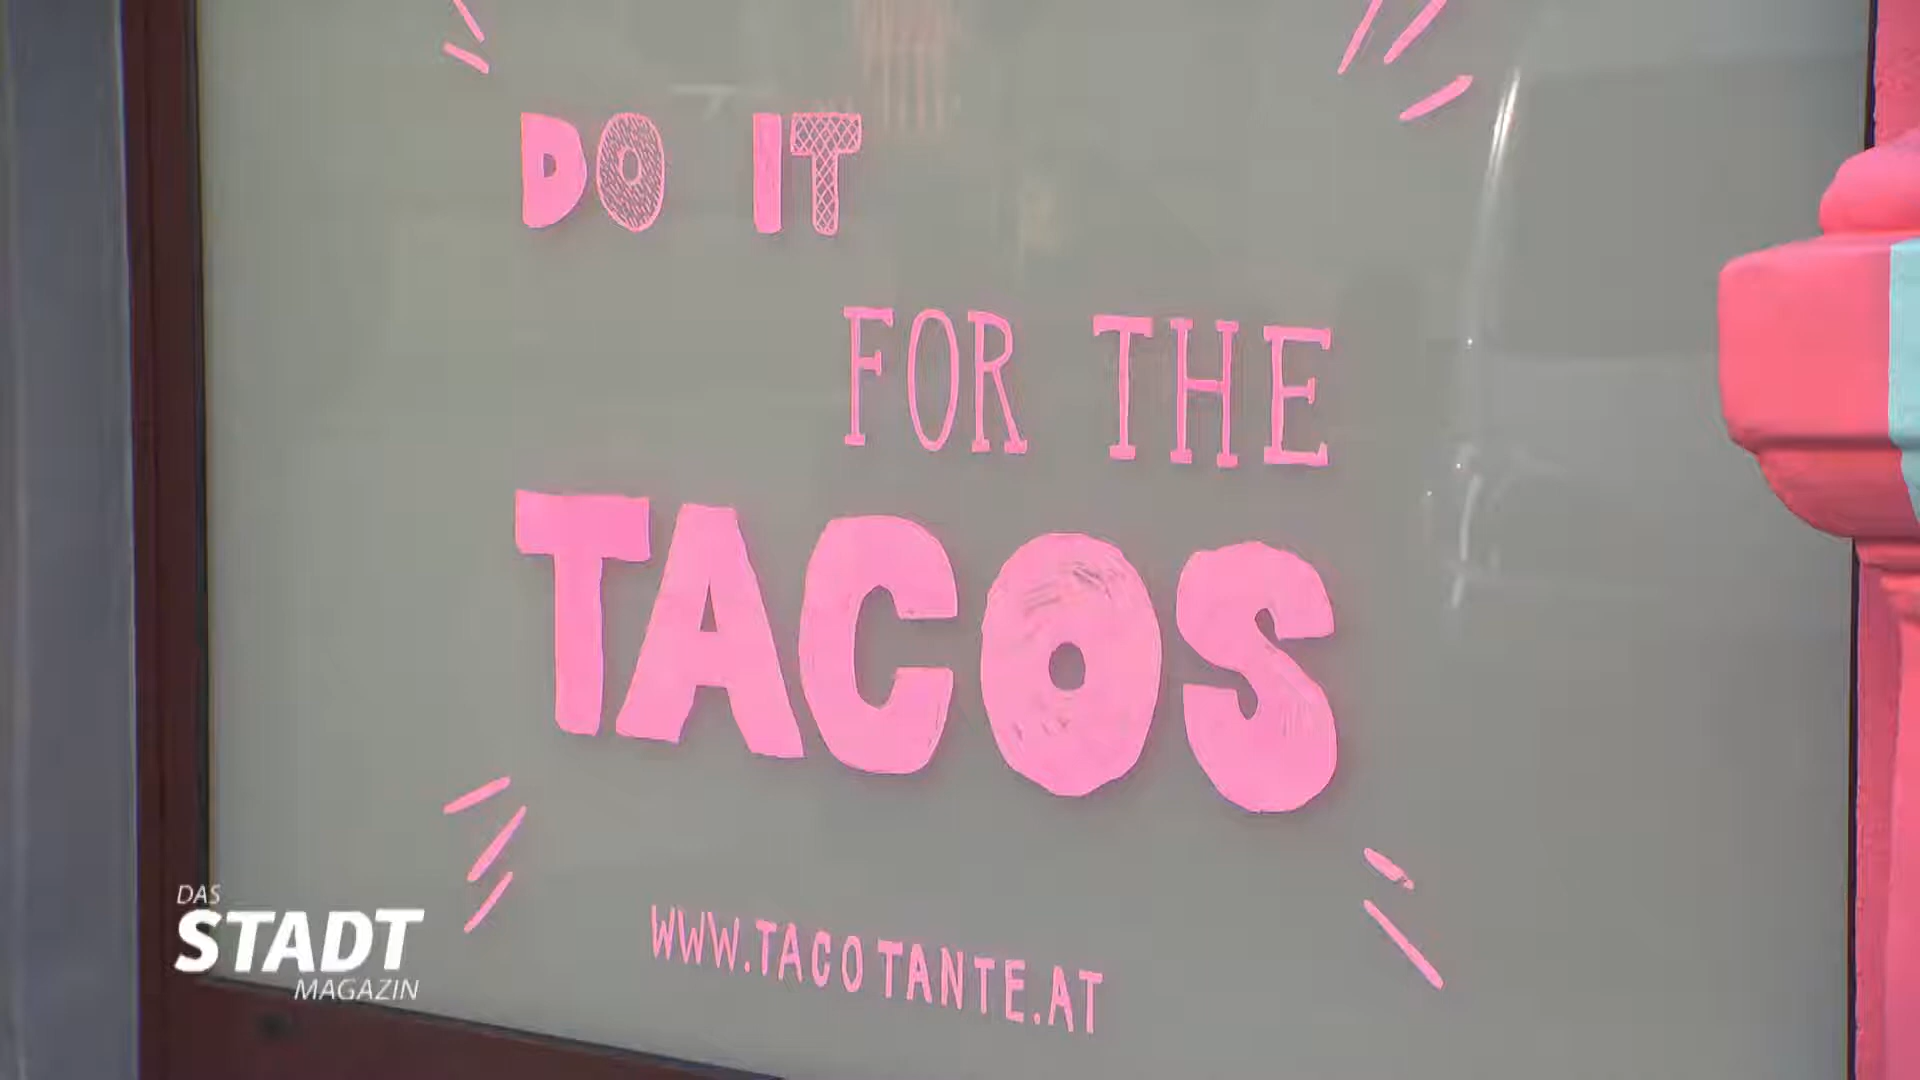 DO IT
FOR THE
TACOS
WWW.TACOTANTE.AT
DAS
STADT
MAGAZIN